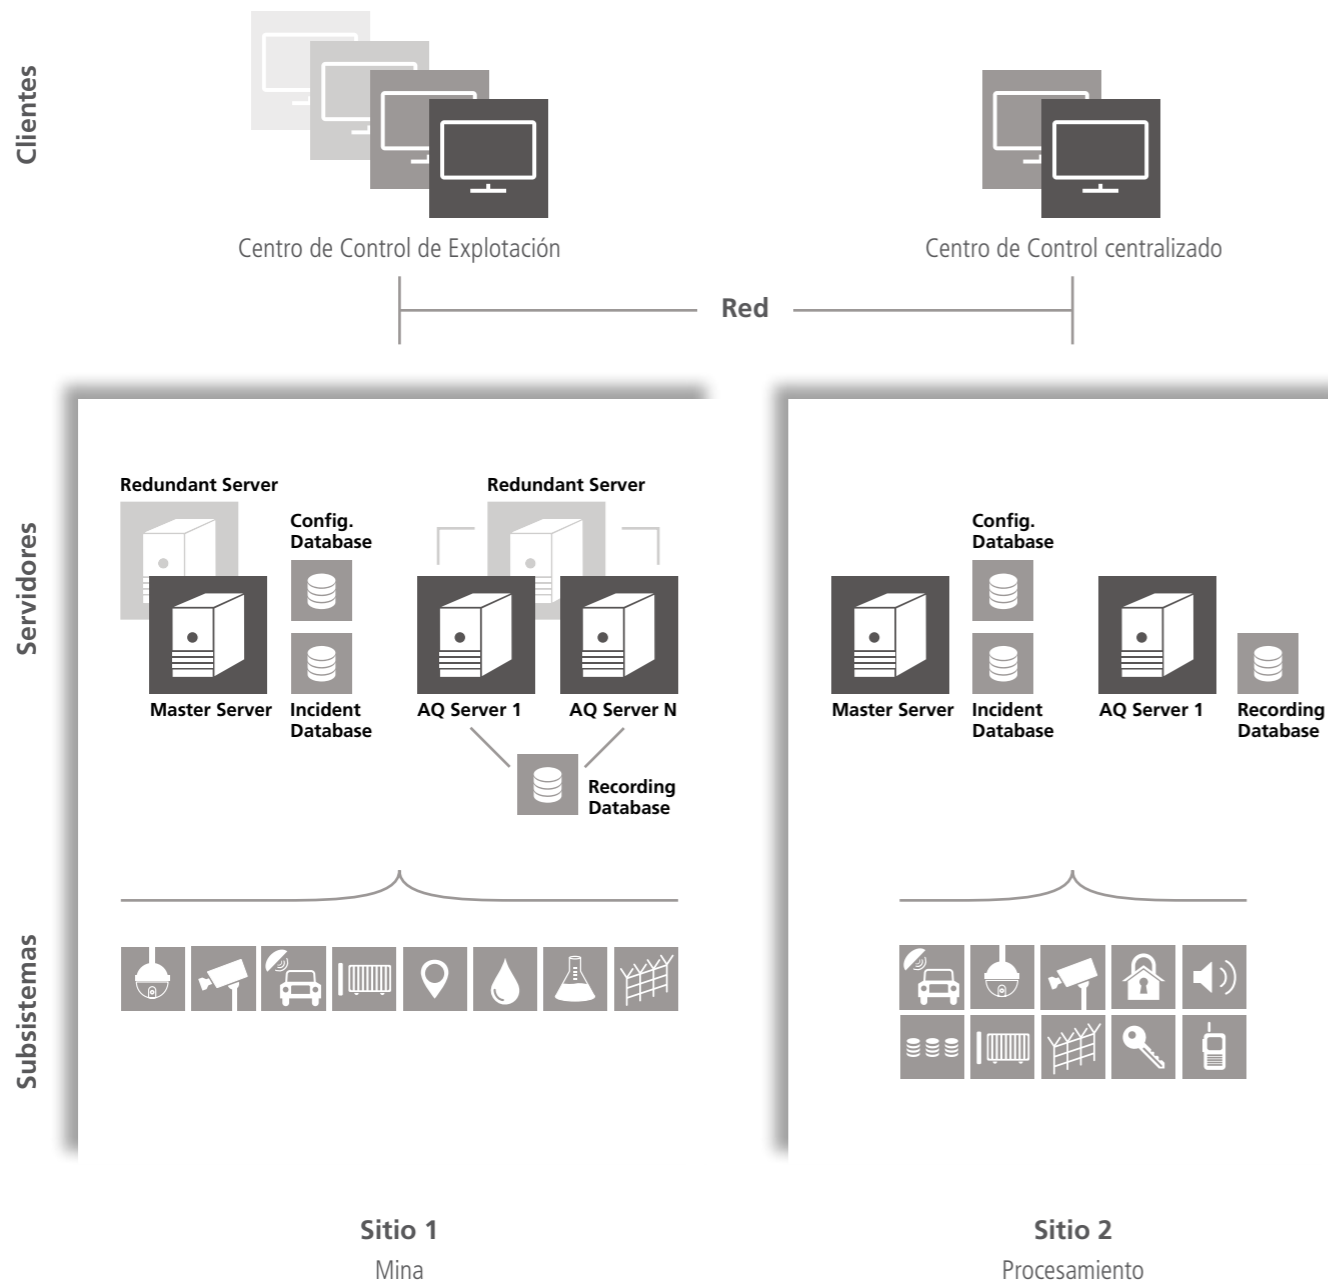 Clientes
Centro de Control de Explotación
Centro de Control centralizado
Red
Servidores
Redundant Server
Config.
Database
Redundant Server
Master Server
Incident
Database
AQ Server 1
AQ Server N
Recording
Database
Config.
Database
Master Server
Incident
Database
AQ Server 1
Recording
Database
Subsistemas
Sitio 1
Mina
Sitio 2
Procesamiento